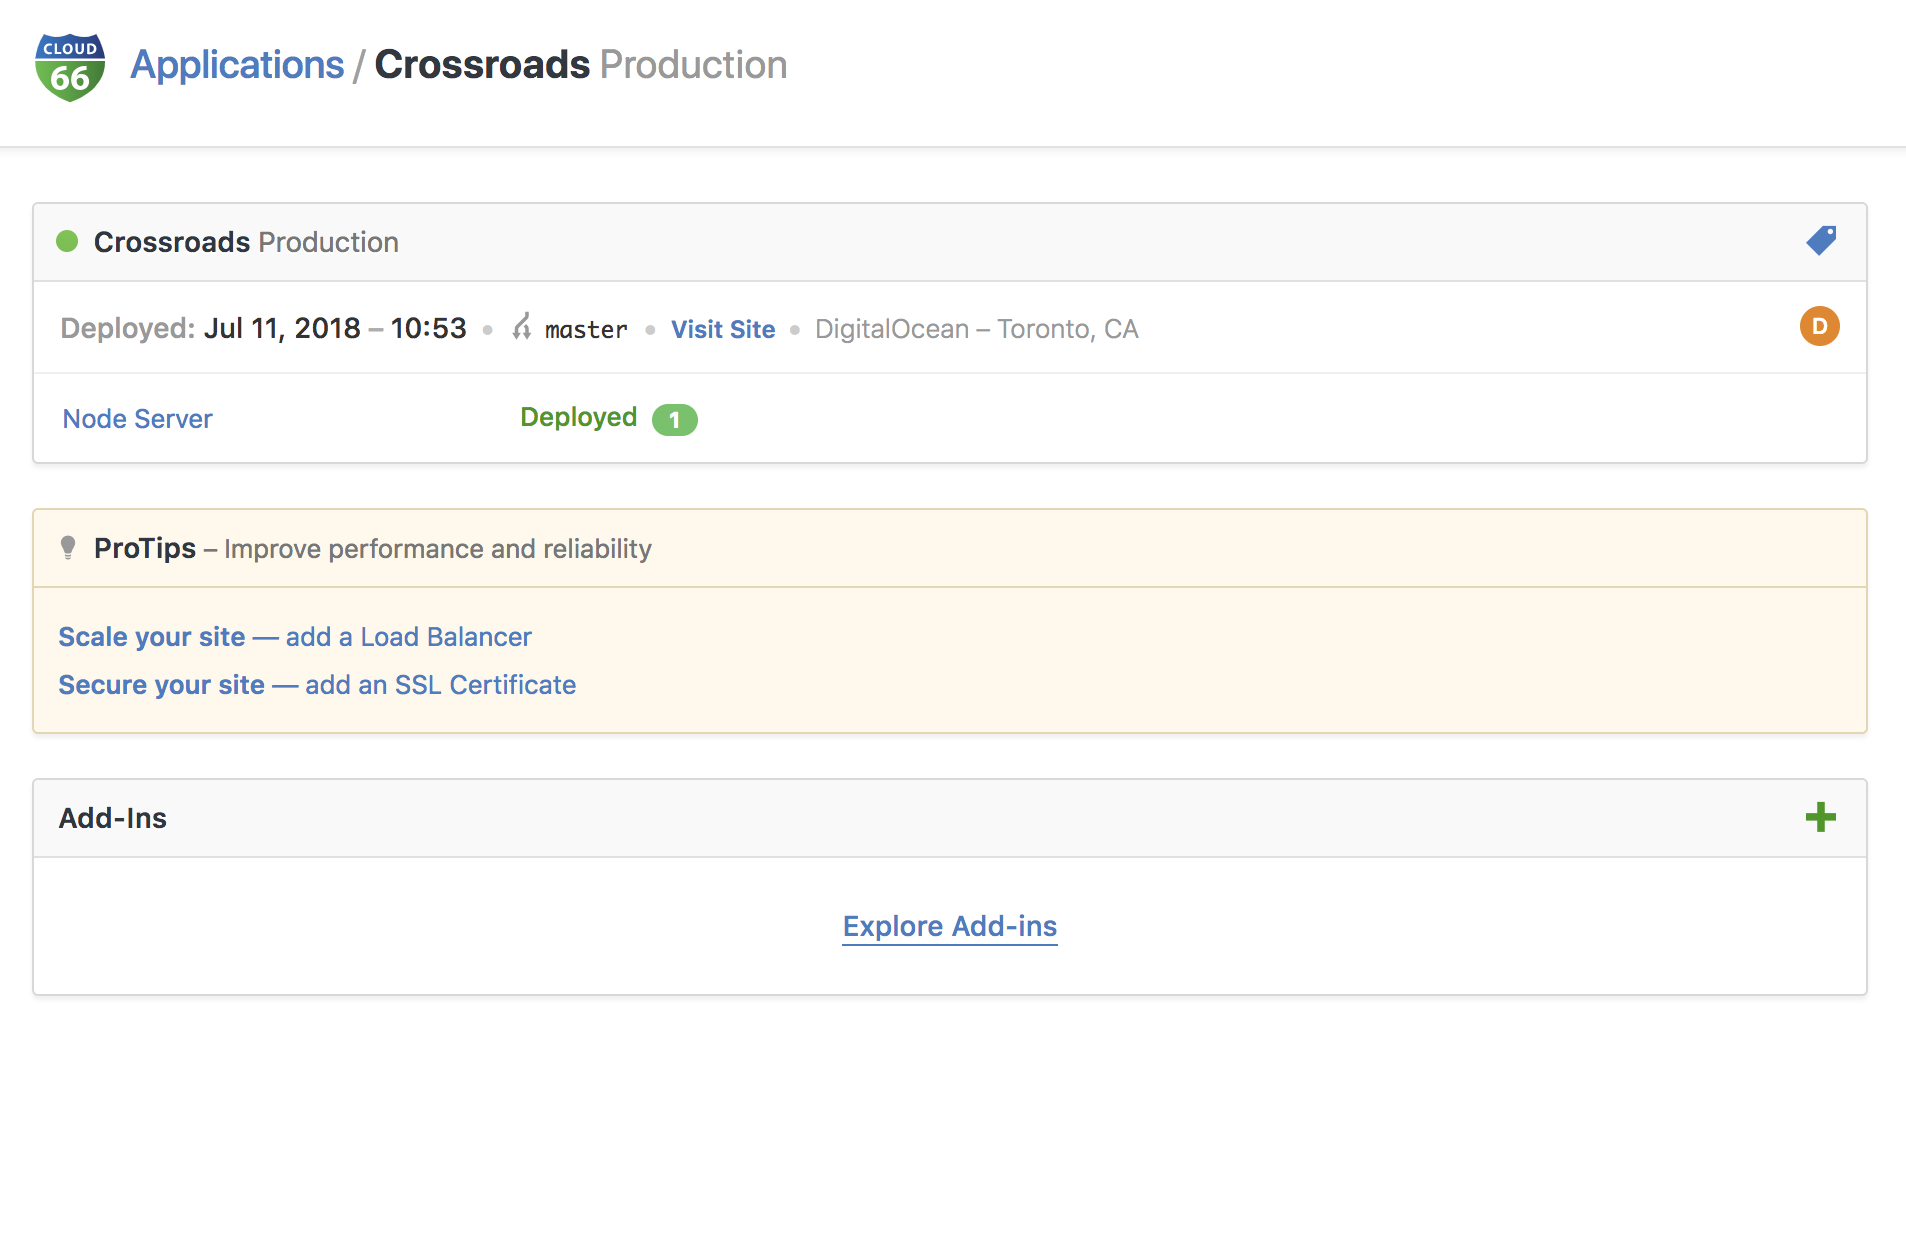 CLOUD
66
Applications / Crossroads Production
Crossroads Production
Deployed: Jul 11, 2018 – 10:53 • master • Visit Site • DigitalOcean – Toronto, CA
D
Node Server Deployed 1
ProTips – Improve performance and reliability
Scale your site — add a Load Balancer
Secure your site — add an SSL Certificate
Add-Ins
Explore Add-ins